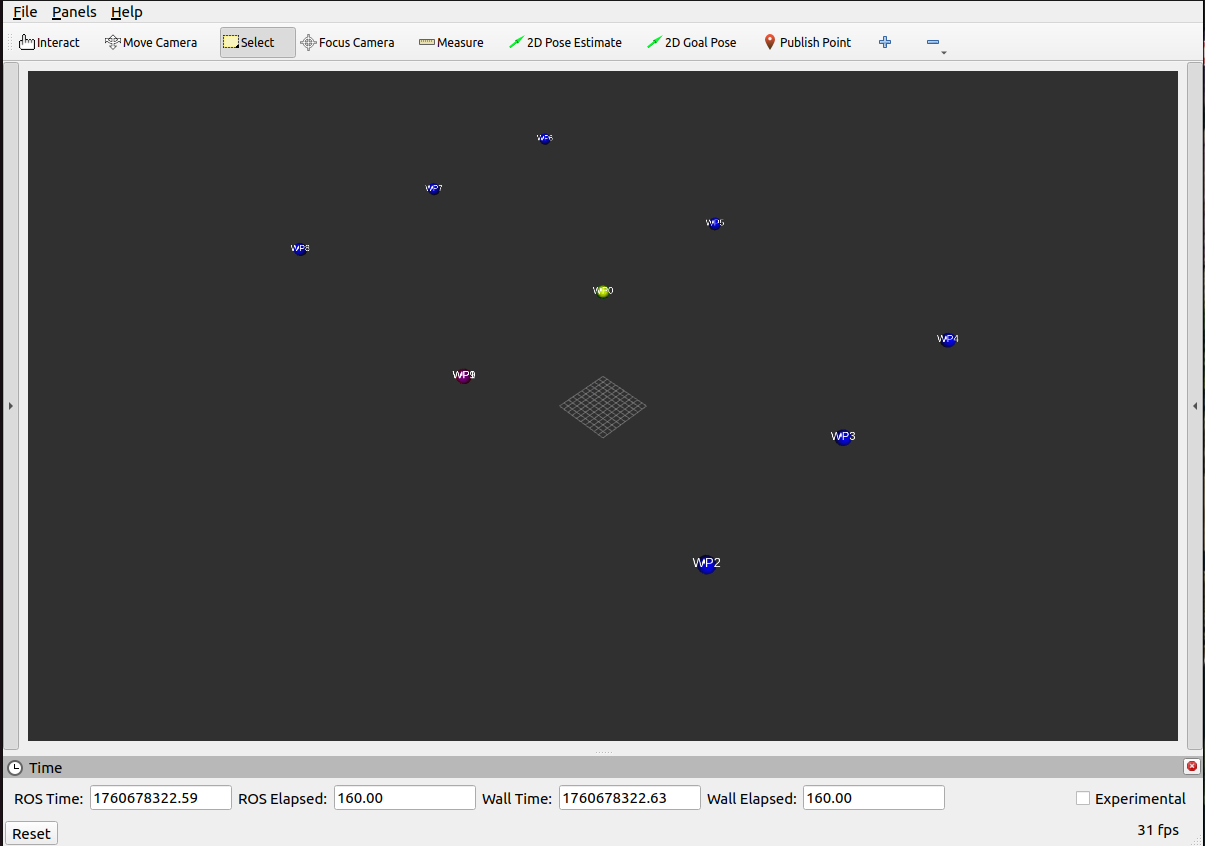 File Panels Help
Interact Move Camera Select Focus Camera Measure 2D Pose Estimate 2D Goal Pose Publish Point
WP6
WP7
WP5
WP8
WP0
WP4
WP9
WP3
WP2
Time
ROS Time: 1760678322.59 ROS Elapsed: 160.00 Wall Time: 1760678322.63 Wall Elapsed: 160.00 Experimental
Reset 31 fps